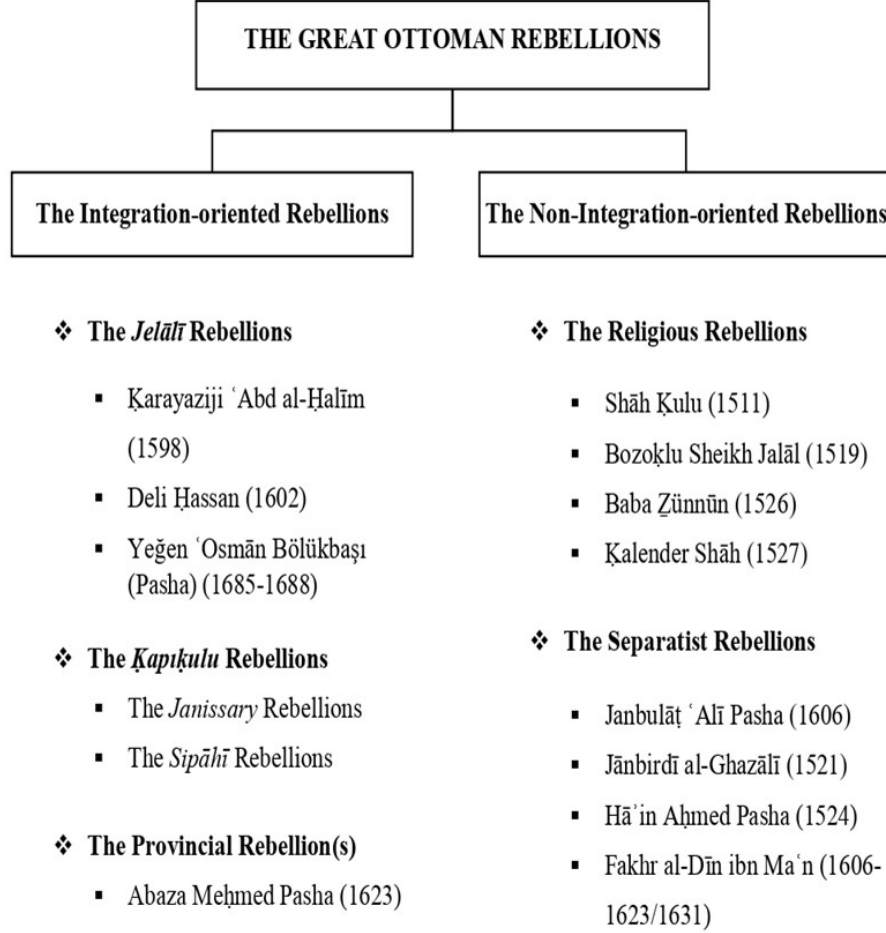 THE GREAT OTTOMAN REBELLIONS
The Integration-oriented Rebellions
❖ The Jelālī Rebellions
▪ Ḳarayaziji ʿAbd al-Ḥalīm
(1598)
▪ Deli Ḥassan (1602)
▪ Yeğen ʿOsmān Bölükbaşı
(Pasha) (1685-1688)
❖ The Ḳapıḳulu Rebellions
▪ The Janissary Rebellions
▪ The Sipāhī Rebellions
❖ The Provincial Rebellion(s)
▪ Abaza Meḥmed Pasha (1623)
The Non-Integration-oriented Rebellions
❖ The Religious Rebellions
▪ Shāh Ḳulu (1511)
▪ Bozoḳlu Sheikh Jalāl (1519)
▪ Baba Ẕünnūn (1526)
▪ Ḳalender Shāh (1527)
❖ The Separatist Rebellions
▪ Janbulāṭ ʿAlī Pasha (1606)
▪ Jānbirdī al-Ghazālī (1521)
▪ Hāʾin Aḥmed Pasha (1524)
▪ Fakhr al-Dīn ibn Maʿn (1606-
1623/1631)